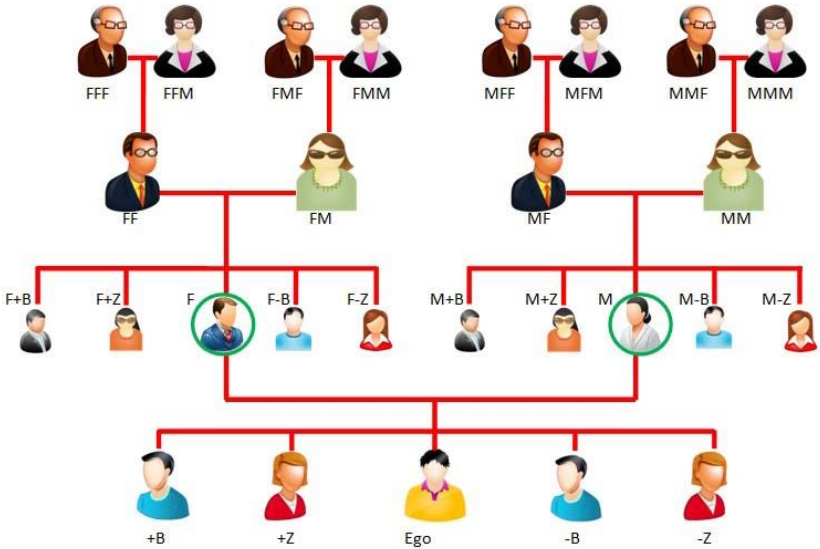 FFF FFM FMF FMM MFF MFM MMF MMM
FF FM MF MM
F+B F+Z F F-B F-Z M+B M+Z M M-B M-Z
+B +Z Ego -B -Z